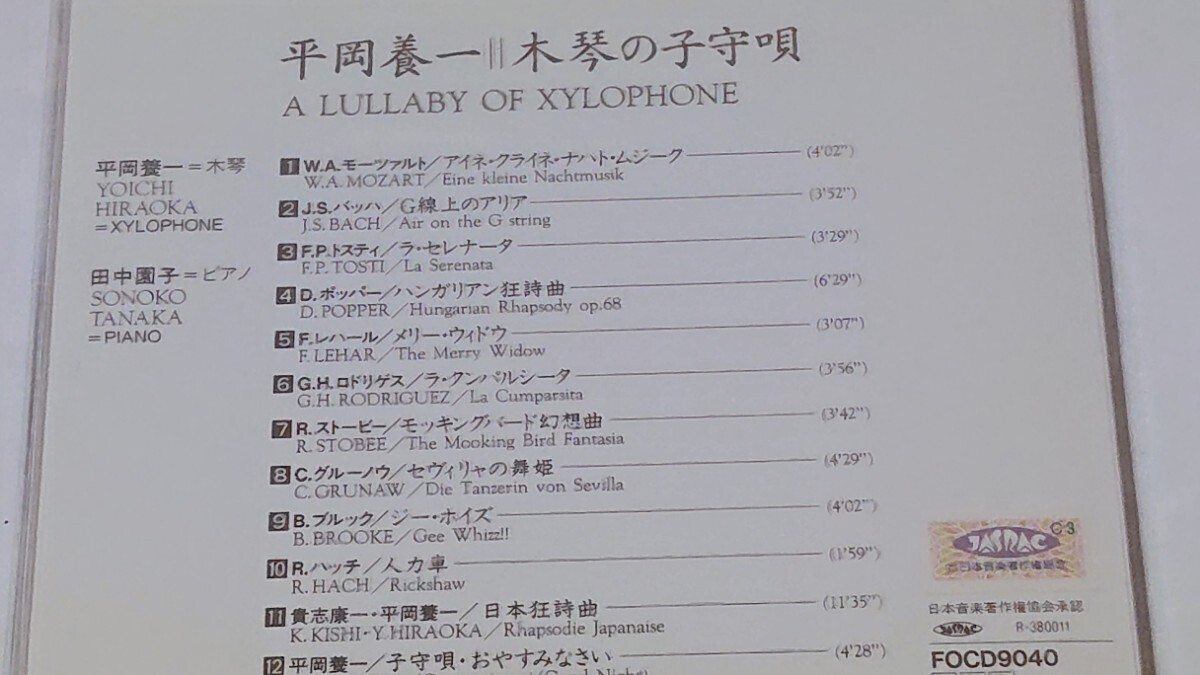 平岡養一||木琴の子守唄
A LULLABY OF XYLOPHONE
平岡養一=木琴
YOICHI
HIRAOKA
=XYLOPHONE
田中園子=ピアノ
SONOKO
TANAKA
=PIANO
1 W.A.モーツァルト/アイネ・クライネ・ナハト・ムジーク (4'02")
W.A. MOZART/Eine kleine Nachtmusik
2 J.S.バッハ/G線上のアリア (3'52")
J.S. BACH/Air on the G string
3 F.P.トスティ/ラ・セレナータ (3'29")
F.P. TOSTI/La Serenata
4 D.ポッパー/ハンガリアン狂詩曲 (6'29")
D. POPPER/Hungarian Rhapsody op.68
5 F.レハール/メリー・ウィドウ (3'07")
F. LEHAR/The Merry Widow
6 G.H.ロドリゲス/ラ・クンパルシータ (3'56")
G.H. RODRIGUEZ/La Cumparsita
7 R.ストービー/モッキングバード幻想曲 (3'42")
R. STOBEE/The Mooking Bird Fantasia
8 C.グルーノウ/セヴィリャの舞姫 (4'29")
C. GRUNAW/Die Tanzerin von Sevilla
9 B.ブルック/ジー・ホイズ (4'02")
B. BROOKE/Gee Whizz!!
10 R.ハッチ/人力車 (1'59")
R. HACH/Rickshaw
11 貴志康一・平岡養一/日本狂詩曲 (11'35")
K. KISHI・Y. HIRAOKA/Rhapsodie Japanaise
12 平岡養一/子守唄・おやすみなさい (4'28")
C-3
JASRAC
日本音楽著作権協会承認
JASRAC R-380011
FOCD9040